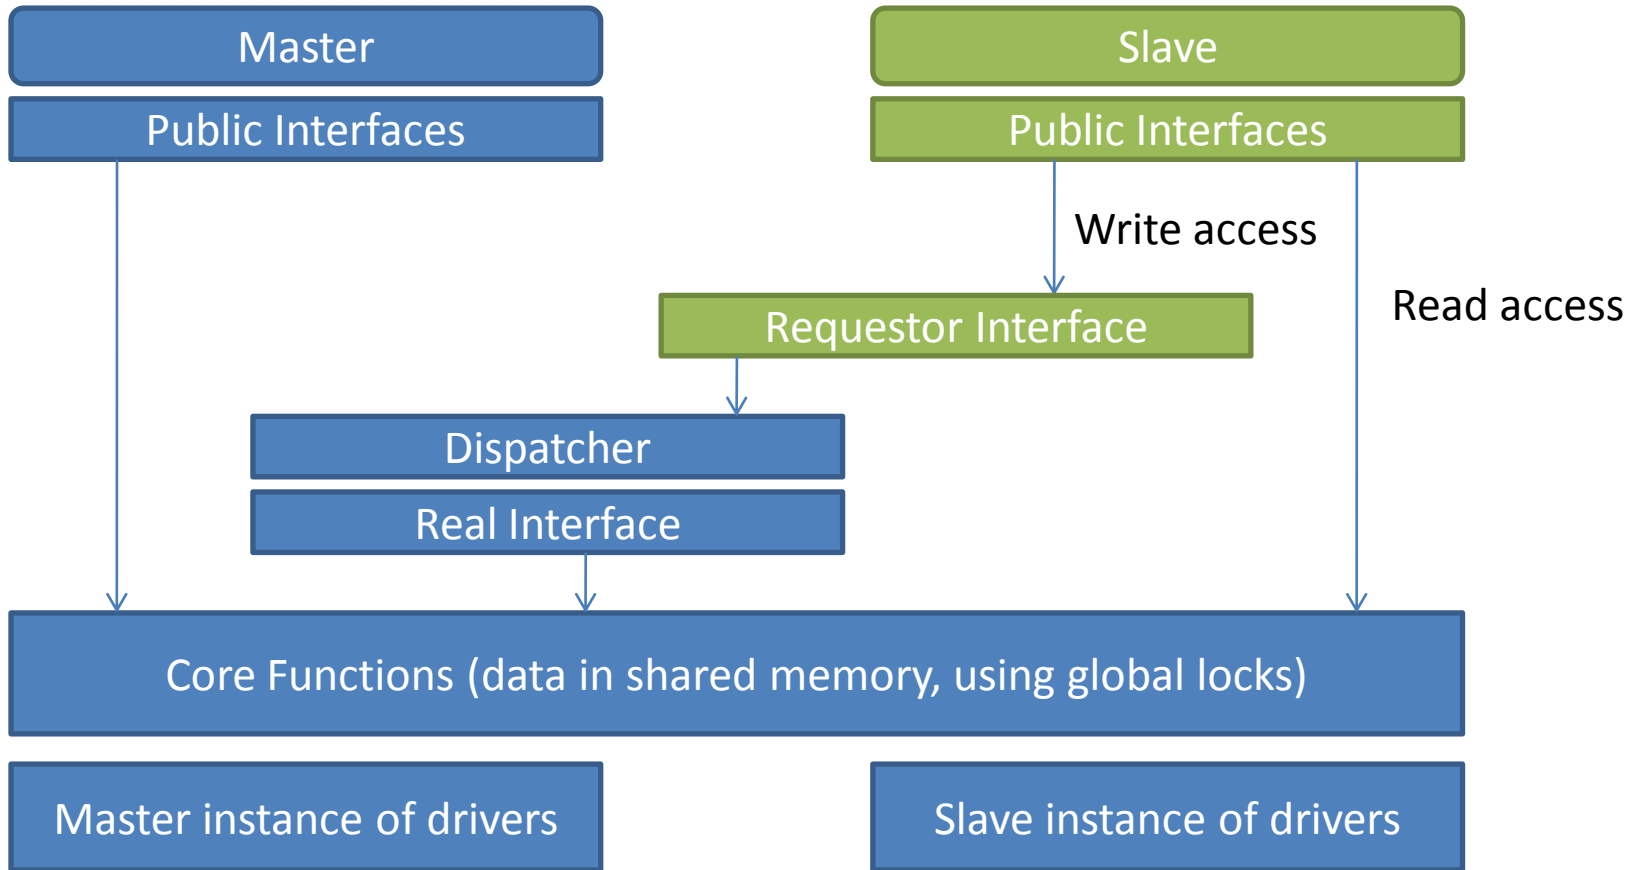 Master
Slave
Public Interfaces
Public Interfaces
Write access
Read access
Requestor Interface
Dispatcher
Real Interface
Core Functions (data in shared memory, using global locks)
Master instance of drivers
Slave instance of drivers